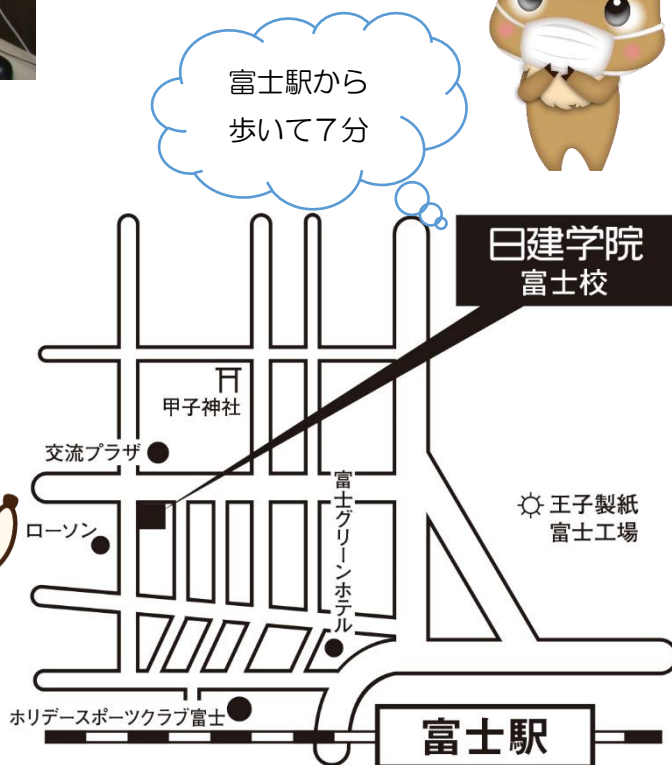 富士駅から
歩いて7分
日建学院
富士校
甲子神社
交流プラザ
ローソン
富士グリーンホテル
王子製紙
富士工場
ホリデースポーツクラブ富士
富士駅